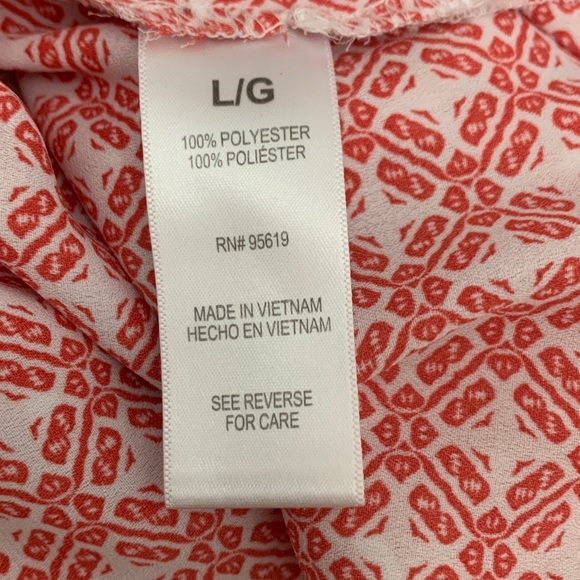 L/G
100% POLYESTER
100% POLIÉSTER
RN# 95619
MADE IN VIETNAM
HECHO EN VIETNAM
SEE REVERSE
FOR CARE